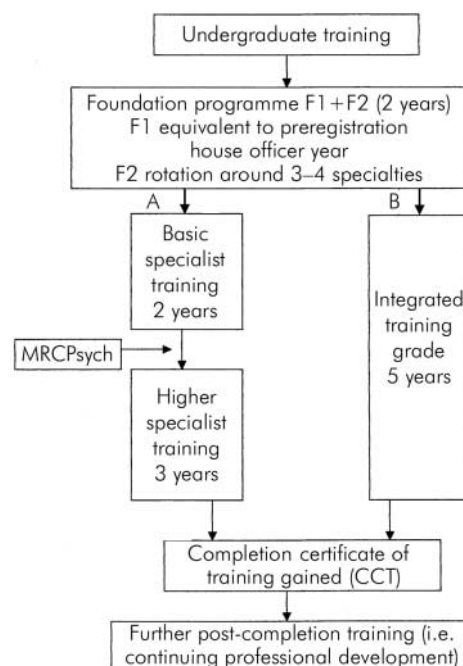 Undergraduate training
Foundation programme F1+F2 (2 years)
F1 equivalent to preregistration
house officer year
F2 rotation around 3–4 specialties
A
B
Basic
specialist
training
2 years
MRCPsych
Higher
specialist
training
3 years
Integrated
training
grade
5 years
Completion certificate of
training gained (CCT)
Further post-completion training (i.e.
continuing professional development)